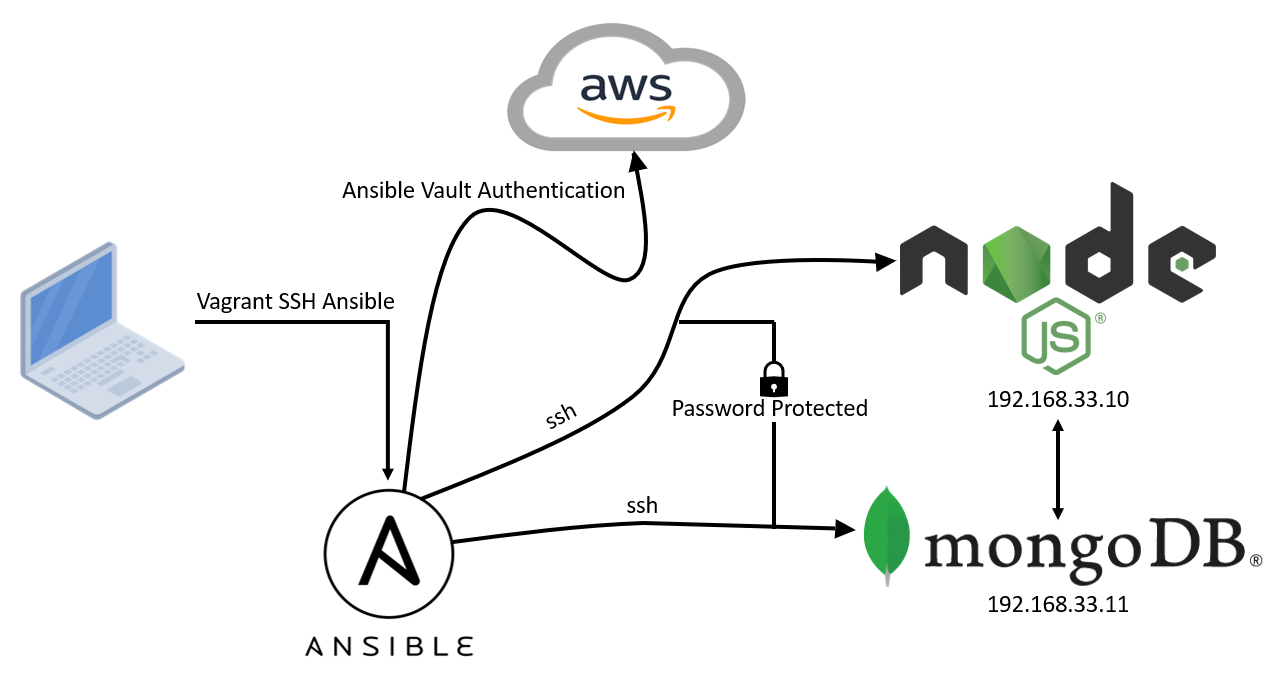 aws
Ansible Vault Authentication
Vagrant SSH Ansible
node
JS®
192.168.33.10
ssh
Password Protected
ssh
mongoDB®
192.168.33.11
ANSIBLE